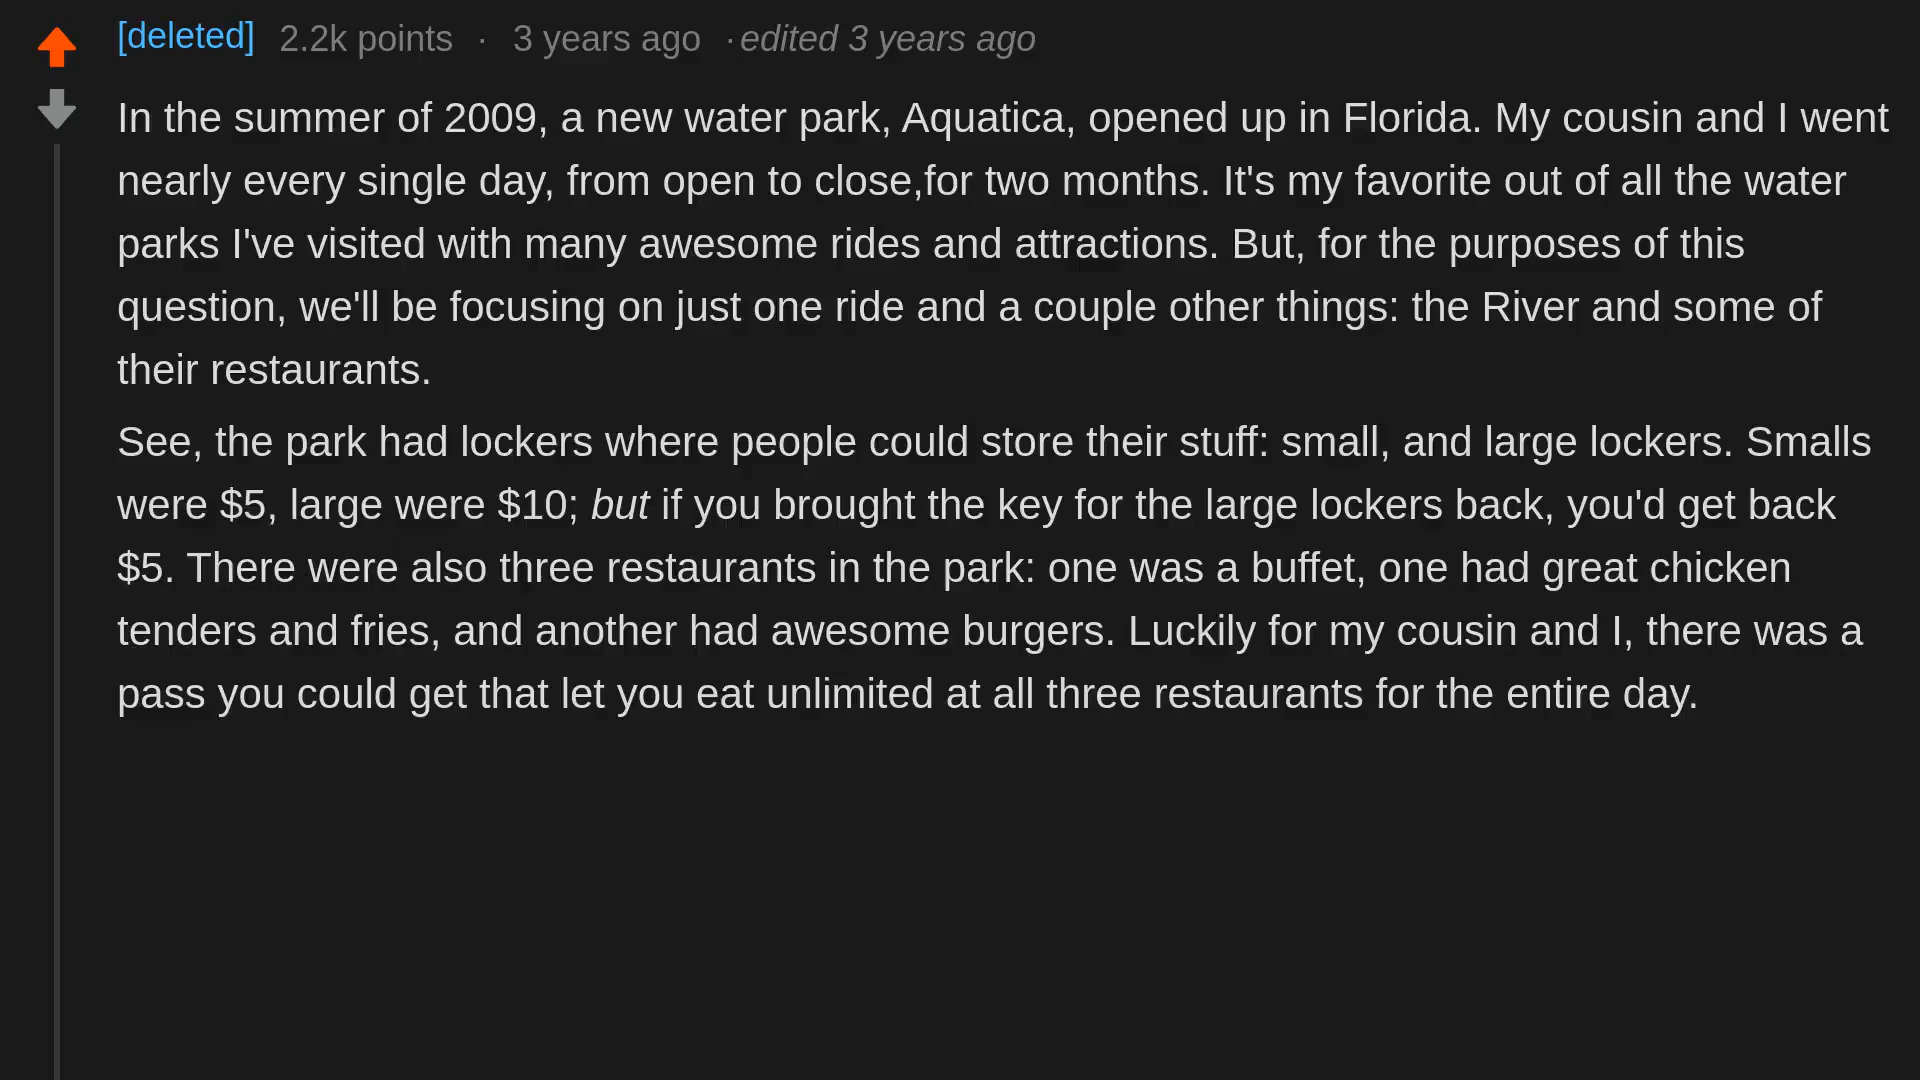 [deleted] 2.2k points · 3 years ago · edited 3 years ago
In the summer of 2009, a new water park, Aquatica, opened up in Florida. My cousin and I went
nearly every single day, from open to close,for two months. It's my favorite out of all the water
parks I've visited with many awesome rides and attractions. But, for the purposes of this
question, we'll be focusing on just one ride and a couple other things: the River and some of
their restaurants.
See, the park had lockers where people could store their stuff: small, and large lockers. Smalls
were $5, large were $10; but if you brought the key for the large lockers back, you'd get back
$5. There were also three restaurants in the park: one was a buffet, one had great chicken
tenders and fries, and another had awesome burgers. Luckily for my cousin and I, there was a
pass you could get that let you eat unlimited at all three restaurants for the entire day.